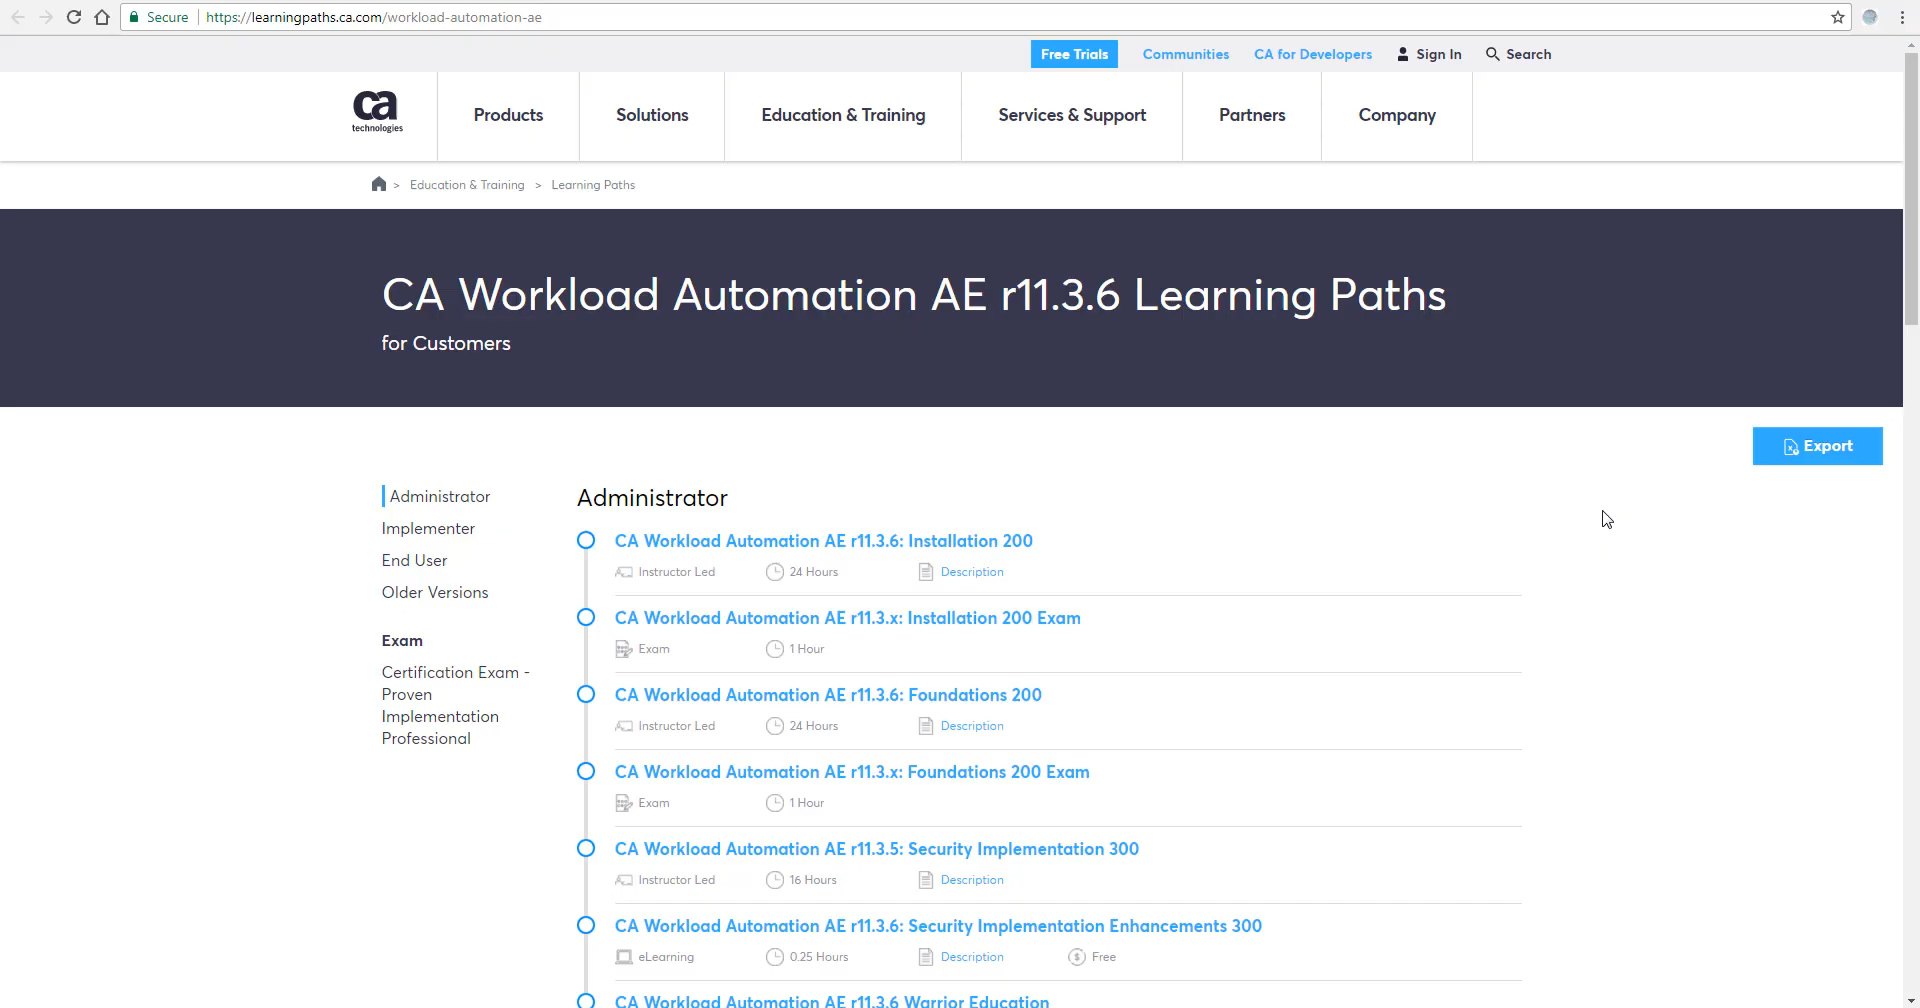 Secure https://learningpaths.ca.com/workload-automation-ae
Free Trials Communities CA for Developers Sign In Search
ca technologies
Products Solutions Education & Training Services & Support Partners Company
> Education & Training > Learning Paths
CA Workload Automation AE r11.3.6 Learning Paths
for Customers
Export
Administrator
Implementer
End User
Older Versions
Exam
Certification Exam -
Proven
Implementation
Professional
Administrator
CA Workload Automation AE r11.3.6: Installation 200
Instructor Led 24 Hours Description
CA Workload Automation AE r11.3.x: Installation 200 Exam
Exam 1 Hour
CA Workload Automation AE r11.3.6: Foundations 200
Instructor Led 24 Hours Description
CA Workload Automation AE r11.3.x: Foundations 200 Exam
Exam 1 Hour
CA Workload Automation AE r11.3.5: Security Implementation 300
Instructor Led 16 Hours Description
CA Workload Automation AE r11.3.6: Security Implementation Enhancements 300
eLearning 0.25 Hours Description $ Free
CA Workload Automation AE r11.3.6 Warrior Education